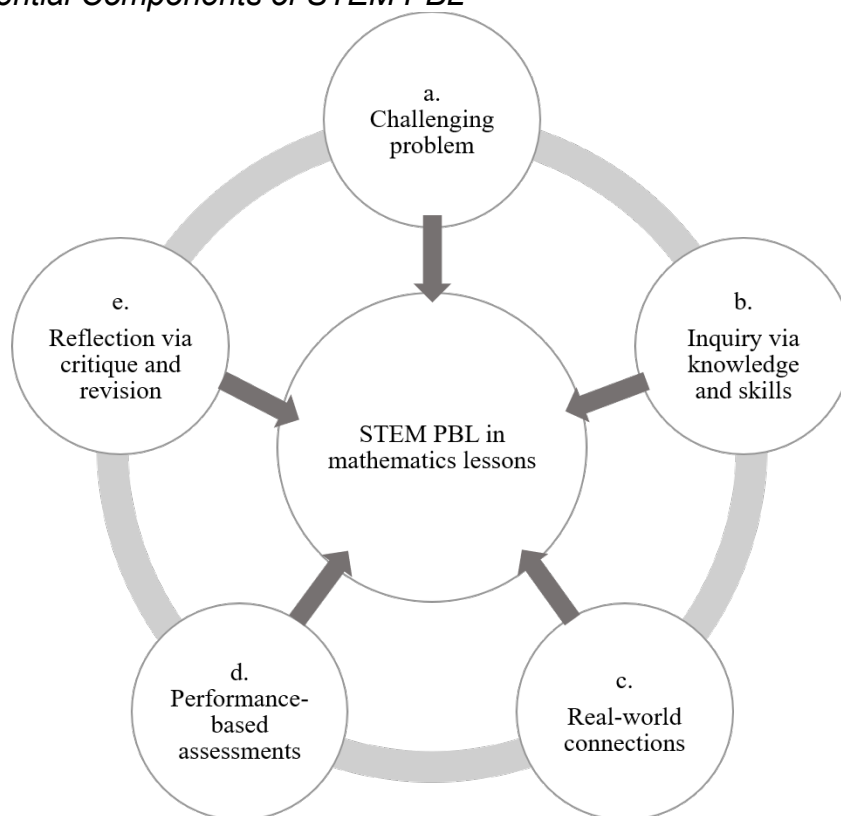 Components of STEM PBL
a.
Challenging
problem
b.
Inquiry via
knowledge
and skills
c.
Real-world
connections
d.
Performance-
based
assessments
e.
Reflection via
critique and
revision
STEM PBL in
mathematics lessons